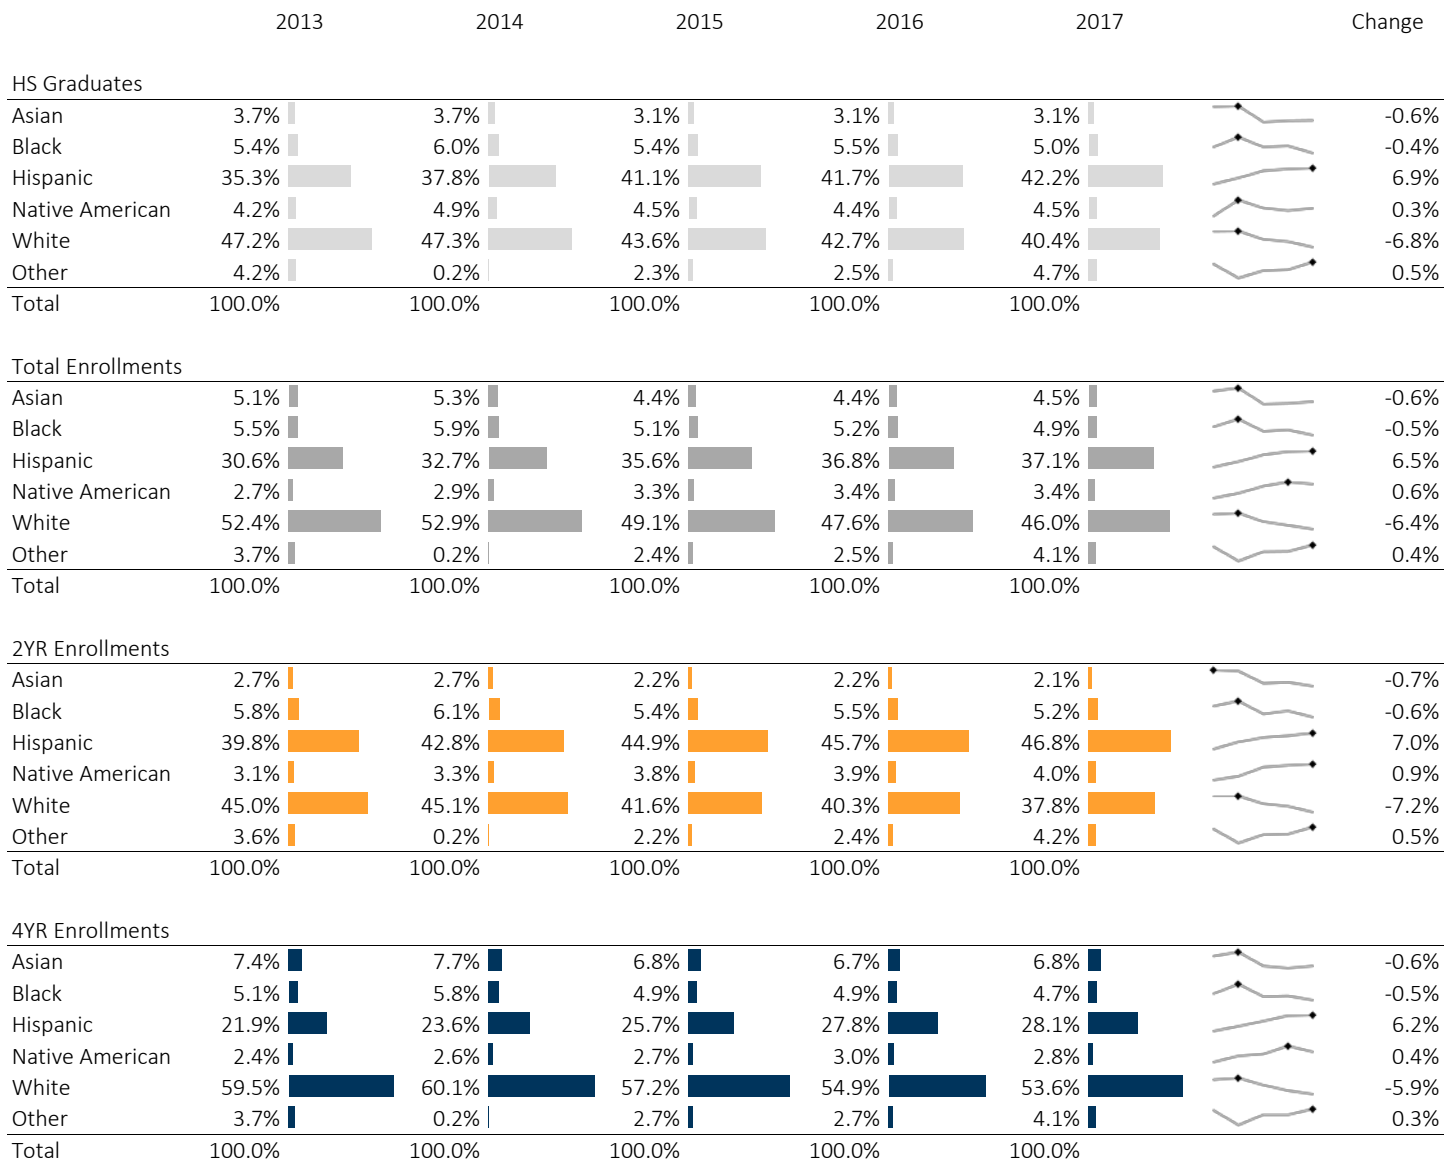 2013 2014 2015 2016 2017 Change
HS Graduates
Asian 3.7% 3.7% 3.1% 3.1% 3.1% -0.6%
Black 5.4% 6.0% 5.4% 5.5% 5.0% -0.4%
Hispanic 35.3% 37.8% 41.1% 41.7% 42.2% 6.9%
Native American 4.2% 4.9% 4.5% 4.4% 4.5% 0.3%
White 47.2% 47.3% 43.6% 42.7% 40.4% -6.8%
Other 4.2% 0.2% 2.3% 2.5% 4.7% 0.5%
Total 100.0% 100.0% 100.0% 100.0% 100.0%
Total Enrollments
Asian 5.1% 5.3% 4.4% 4.4% 4.5% -0.6%
Black 5.5% 5.9% 5.1% 5.2% 4.9% -0.5%
Hispanic 30.6% 32.7% 35.6% 36.8% 37.1% 6.5%
Native American 2.7% 2.9% 3.3% 3.4% 3.4% 0.6%
White 52.4% 52.9% 49.1% 47.6% 46.0% -6.4%
Other 3.7% 0.2% 2.4% 2.5% 4.1% 0.4%
Total 100.0% 100.0% 100.0% 100.0% 100.0%
2YR Enrollments
Asian 2.7% 2.7% 2.2% 2.2% 2.1% -0.7%
Black 5.8% 6.1% 5.4% 5.5% 5.2% -0.6%
Hispanic 39.8% 42.8% 44.9% 45.7% 46.8% 7.0%
Native American 3.1% 3.3% 3.8% 3.9% 4.0% 0.9%
White 45.0% 45.1% 41.6% 40.3% 37.8% -7.2%
Other 3.6% 0.2% 2.2% 2.4% 4.2% 0.5%
Total 100.0% 100.0% 100.0% 100.0% 100.0%
4YR Enrollments
Asian 7.4% 7.7% 6.8% 6.7% 6.8% -0.6%
Black 5.1% 5.8% 4.9% 4.9% 4.7% -0.5%
Hispanic 21.9% 23.6% 25.7% 27.8% 28.1% 6.2%
Native American 2.4% 2.6% 2.7% 3.0% 2.8% 0.4%
White 59.5% 60.1% 57.2% 54.9% 53.6% -5.9%
Other 3.7% 0.2% 2.7% 2.7% 4.1% 0.3%
Total 100.0% 100.0% 100.0% 100.0% 100.0%